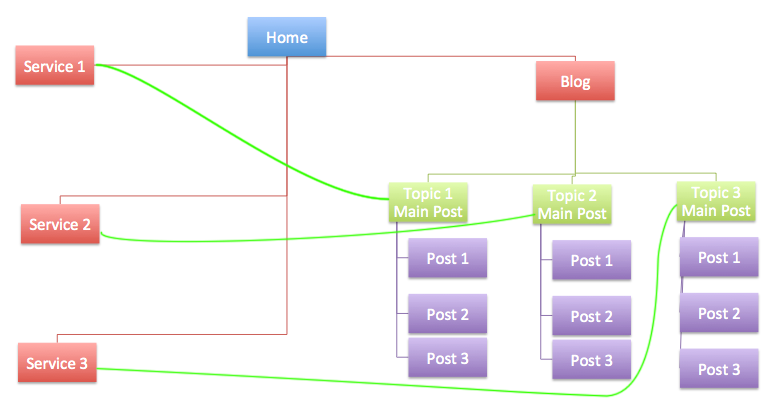 Home
Service 1
Blog
Topic 1
Main Post
Topic 2
Main Post
Topic 3
Main Post
Service 2
Post 1
Post 1
Post 1
Post 2
Post 2
Post 2
Service 3
Post 3
Post 3
Post 3